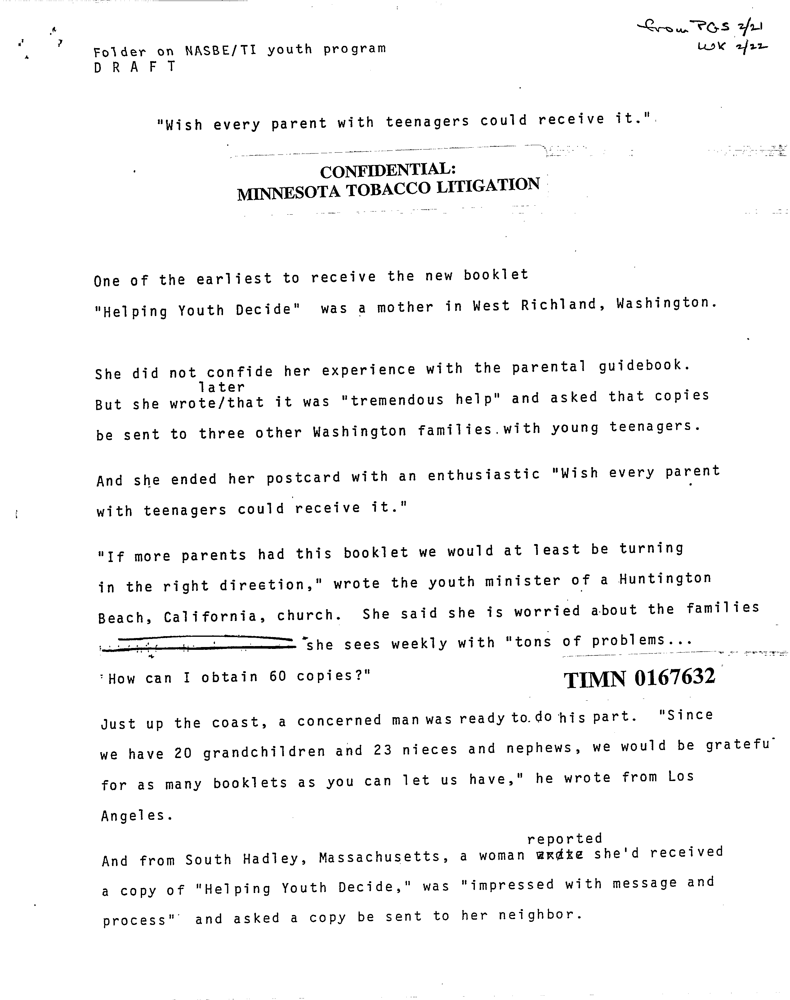 from PGS 2/21
WK 2/22
Folder on NASBE/TI youth program
D R A F T
"Wish every parent with teenagers could receive it."
CONFIDENTIAL:
MINNESOTA TOBACCO LITIGATION
One of the earliest to receive the new booklet
"Helping Youth Decide" was a mother in West Richland, Washington.
She did not confide her experience with the parental guidebook.
later
But she wrote/that it was "tremendous help" and asked that copies
be sent to three other Washington families with young teenagers.
And she ended her postcard with an enthusiastic "Wish every parent
with teenagers could receive it."
"If more parents had this booklet we would at least be turning
in the right direction," wrote the youth minister of a Huntington
Beach, California, church. She said she is worried about the families
she sees weekly with "tons of problems...
"How can I obtain 60 copies?"
TIMN 0167632
Just up the coast, a concerned man was ready to do his part. "Since
we have 20 grandchildren and 23 nieces and nephews, we would be gratefu
for as many booklets as you can let us have," he wrote from Los
Angeles.
reported
And from South Hadley, Massachusetts, a woman she'd received
a copy of "Helping Youth Decide," was "impressed with message and
process" and asked a copy be sent to her neighbor.